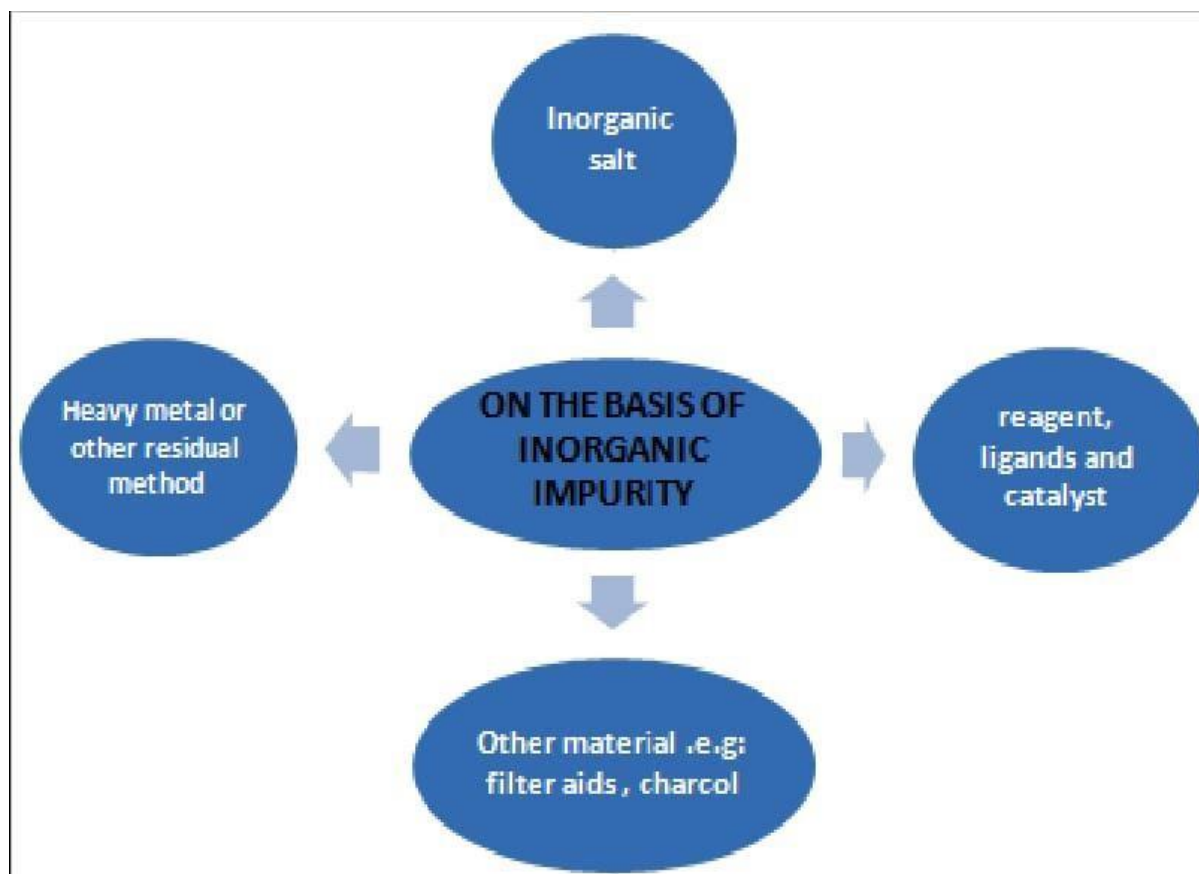 Inorganic
salt
Heavy metal or
other residual
method
ON THE BASIS OF
INORGANIC
IMPURITY
reagent,
ligands and
catalyst
Other material .e.g:
filter aids , charcol